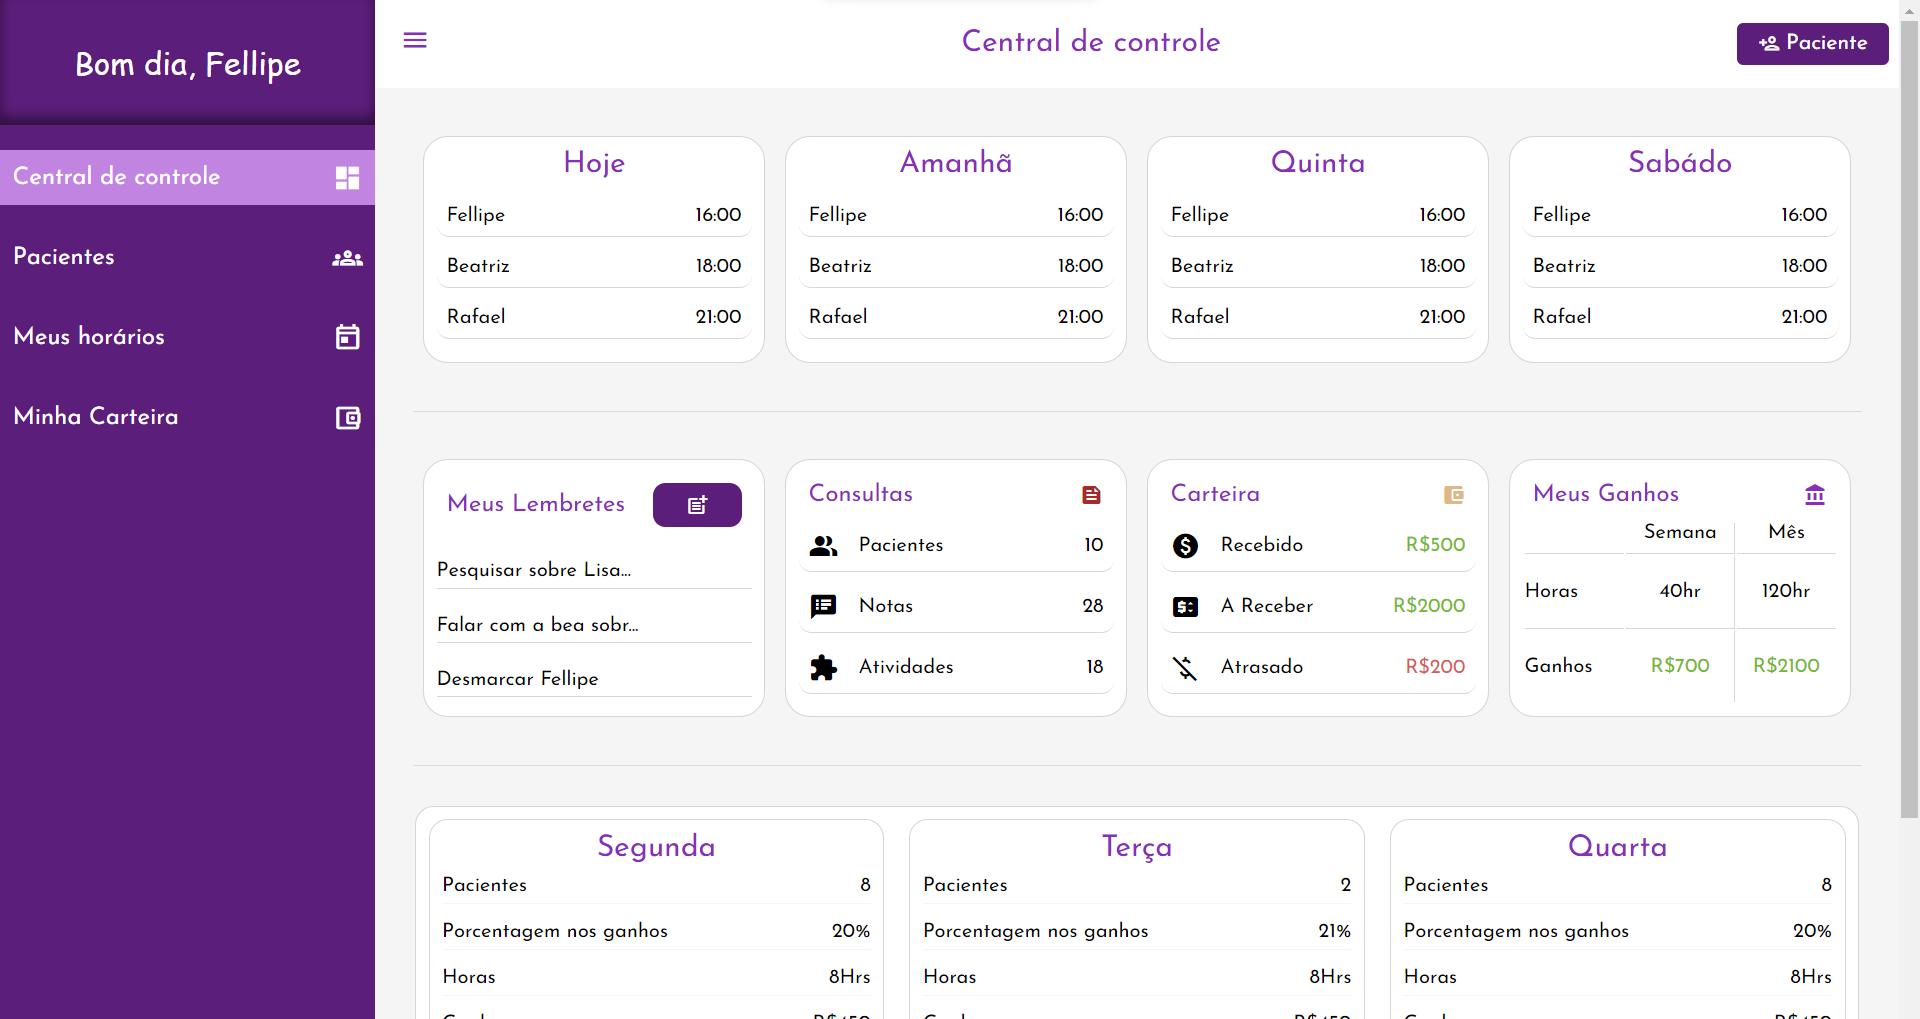 Bom dia, Fellipe
Central de controle
Pacientes
Meus horários
Minha Carteira
Central de controle
Paciente
Hoje
Fellipe 16:00
Beatriz 18:00
Rafael 21:00
Amanhã
Fellipe 16:00
Beatriz 18:00
Rafael 21:00
Quinta
Fellipe 16:00
Beatriz 18:00
Rafael 21:00
Sabádo
Fellipe 16:00
Beatriz 18:00
Rafael 21:00
Meus Lembretes
Pesquisar sobre Lisa...
Falar com a bea sobr...
Desmarcar Fellipe
Consultas
Pacientes 10
Notas 28
Atividades 18
Carteira
Recebido R$500
A Receber R$2000
Atrasado R$200
Meus Ganhos
Semana Mês
Horas 40hr 120hr
Ganhos R$700 R$2100
Segunda
Pacientes 8
Porcentagem nos ganhos 20%
Horas 8Hrs
Terça
Pacientes 2
Porcentagem nos ganhos 21%
Horas 8Hrs
Quarta
Pacientes 8
Porcentagem nos ganhos 20%
Horas 8Hrs